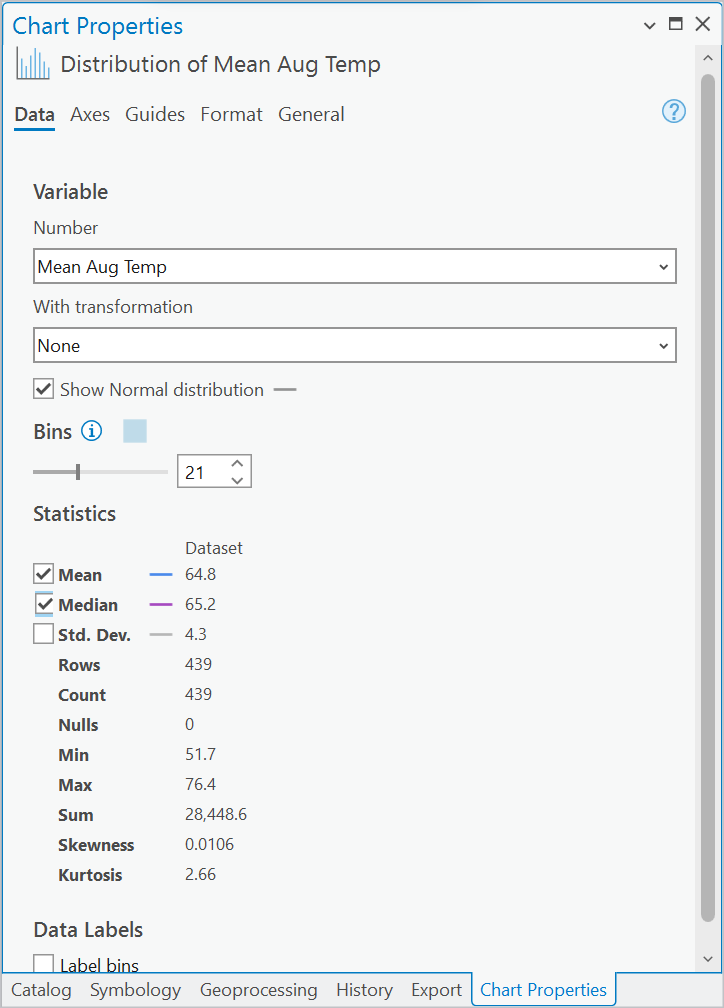 Chart Properties
Distribution of Mean Aug Temp
Data Axes Guides Format General
Variable
Number
Mean Aug Temp
With transformation
None
Show Normal distribution
Bins
21
Statistics
Dataset
Mean 64.8
Median 65.2
Std. Dev. 4.3
Rows 439
Count 439
Nulls 0
Min 51.7
Max 76.4
Sum 28,448.6
Skewness 0.0106
Kurtosis 2.66
Data Labels
Label bins
Catalog Symbology Geoprocessing History Export Chart Properties